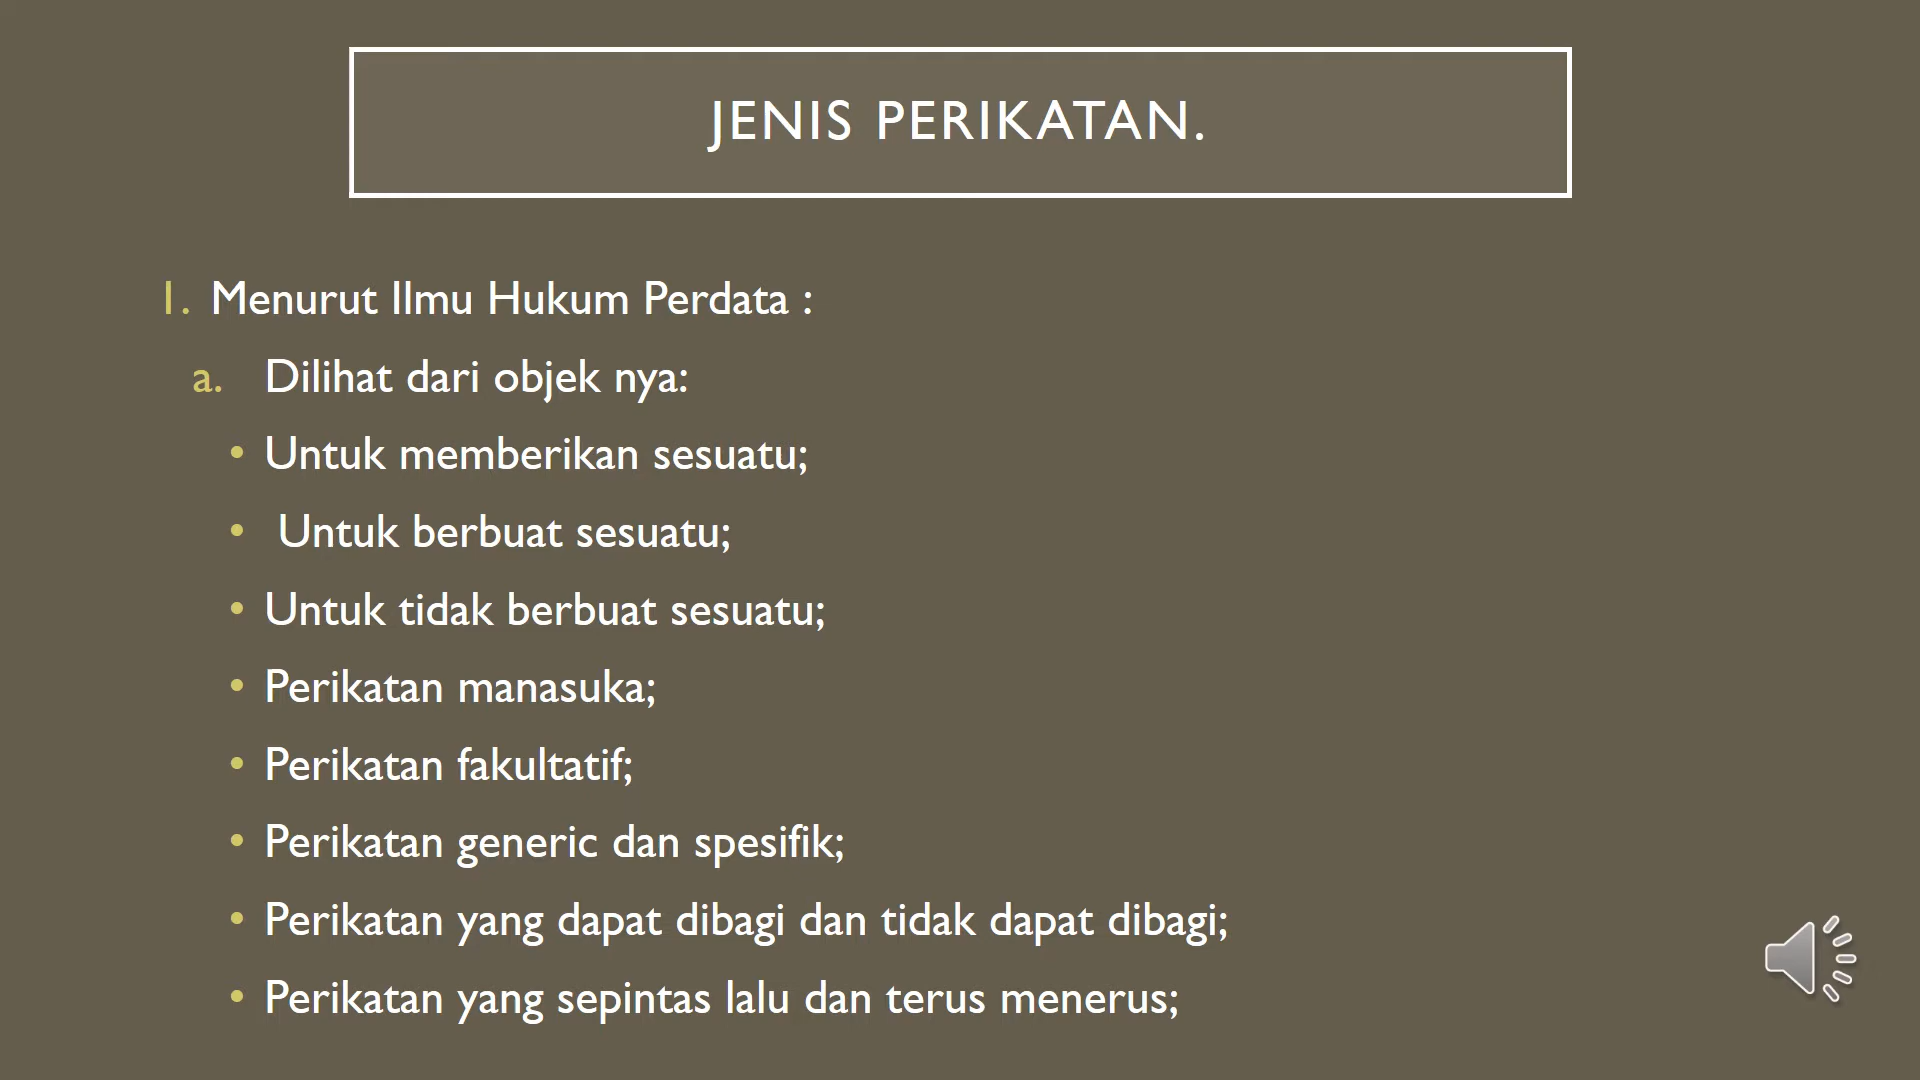 JENIS PERIKATAN.
1. Menurut Ilmu Hukum Perdata :
a. Dilihat dari objek nya:
• Untuk memberikan sesuatu;
• Untuk berbuat sesuatu;
• Untuk tidak berbuat sesuatu;
• Perikatan manasuka;
• Perikatan fakultatif;
• Perikatan generic dan spesifik;
• Perikatan yang dapat dibagi dan tidak dapat dibagi;
• Perikatan yang sepintas lalu dan terus menerus;